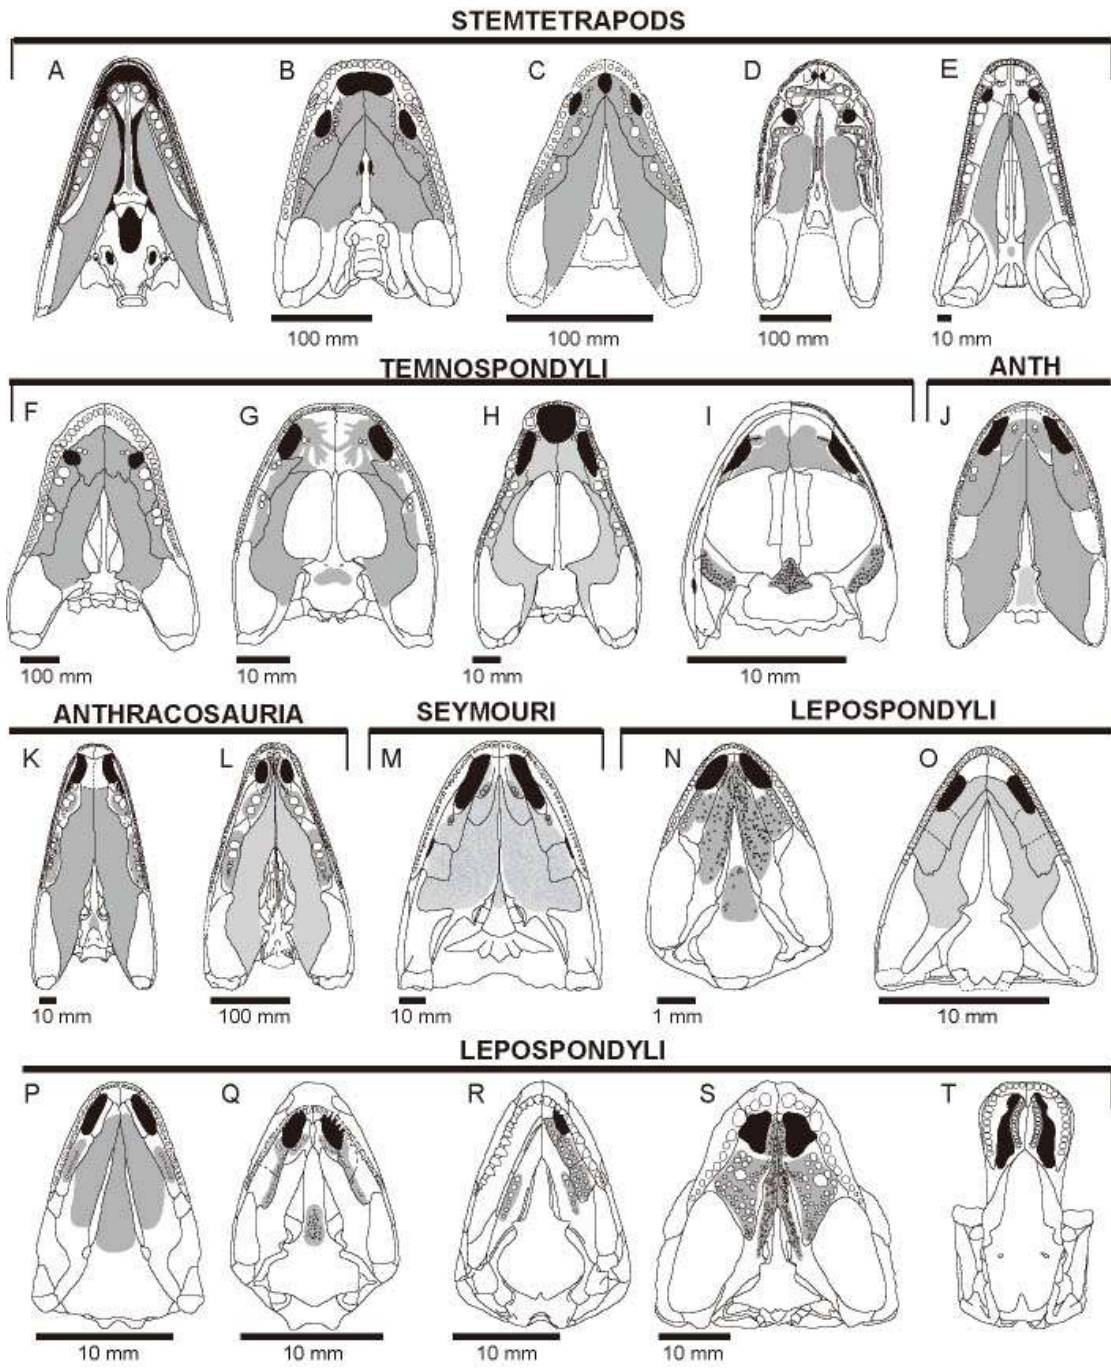 STEMTETRAPODS
A B C D E
100 mm 100 mm 100 mm 10 mm
TEMNOSPONDYLI ANTH
F G H I J
100 mm 10 mm 10 mm 10 mm
ANTHRACOSAURIA SEYMOURI LEPOSPONDYLI
K L M N O
10 mm 100 mm 10 mm 1 mm 10 mm
LEPOSPONDYLI
P Q R S T
10 mm 10 mm 10 mm 10 mm